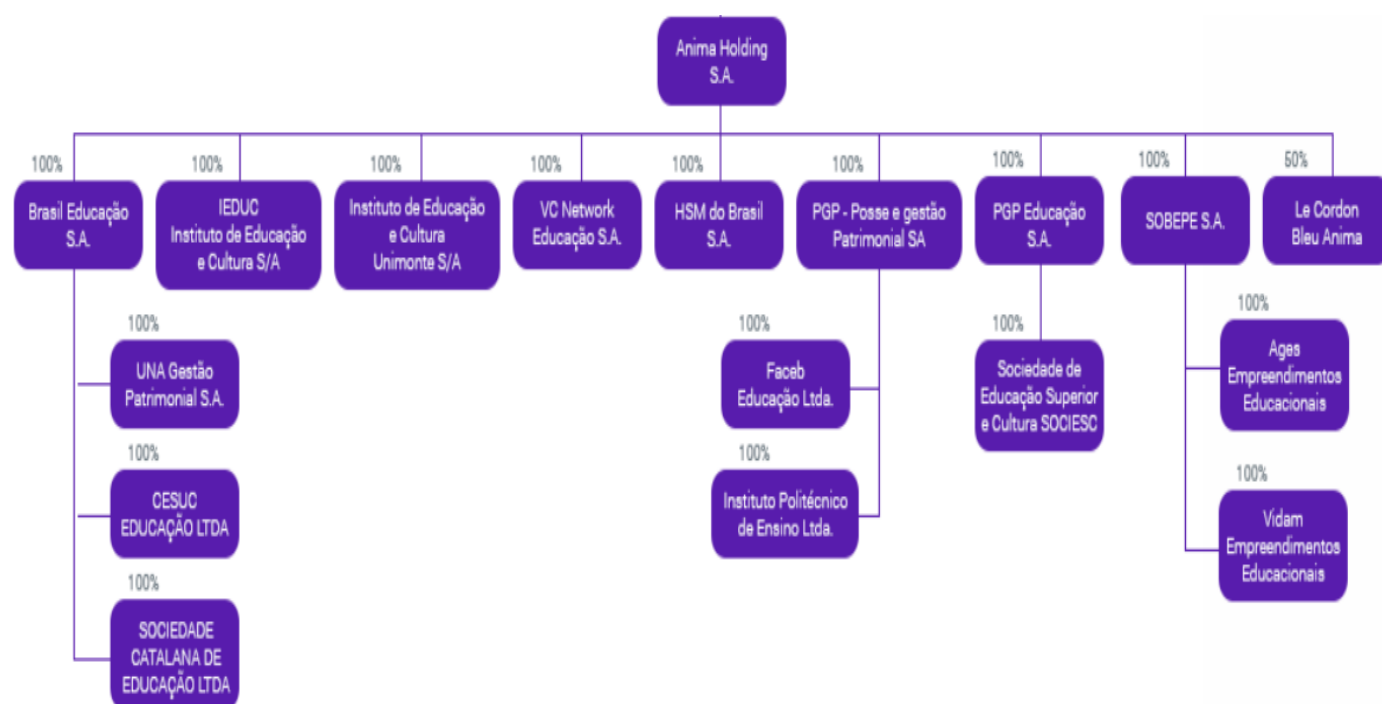 Anima Holding
S.A.
100%
100%
100%
100%
100%
100%
100%
100%
50%
Brasil Educação
S.A.
IEDUC
Instituto de Educação
e Cultura S/A
Instituto de Educação
e Cultura
Unimonte S/A
VC Network
Educação S.A.
HSM do Brasil
S.A.
PGP - Posse e gestão
Patrimonial SA
PGP Educação
S.A.
SOBEPE S.A.
Le Cordon
Bleu Anima
100%
UNA Gestão
Patrimonial S.A.
100%
CESUC
EDUCAÇÃO LTDA
100%
SOCIEDADE
CATALANA DE
EDUCAÇÃO LTDA
100%
Faceb
Educação Ltda.
100%
Instituto Politécnico
de Ensino Ltda.
100%
Sociedade de
Educação Superior
e Cultura SOCIESC
100%
Ages
Empreendimentos
Educacionais
100%
Vidam
Empreendimentos
Educacionais